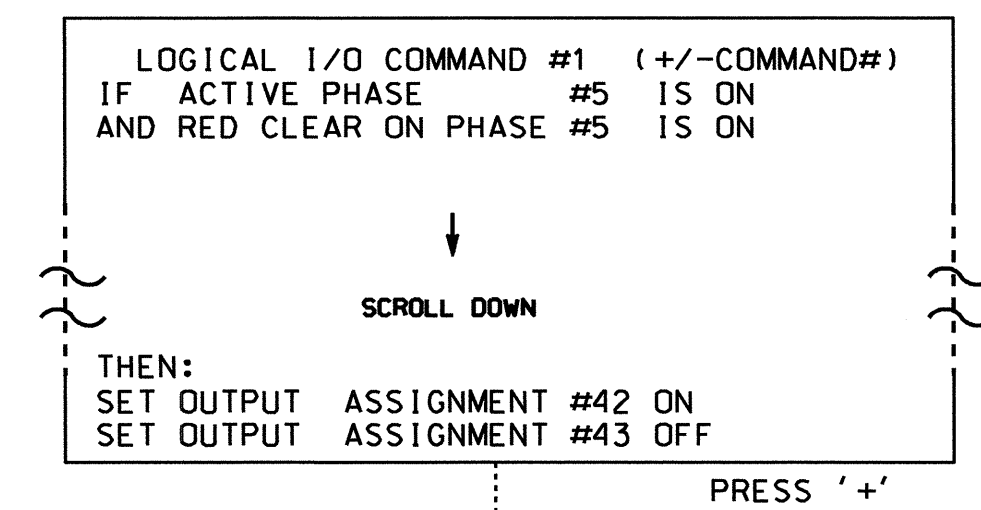 LOGICAL I/O COMMAND #1 (+/-COMMAND#)
IF ACTIVE PHASE #5 IS ON
AND RED CLEAR ON PHASE #5 IS ON
SCROLL DOWN
THEN:
SET OUTPUT ASSIGNMENT #42 ON
SET OUTPUT ASSIGNMENT #43 OFF
PRESS '+'